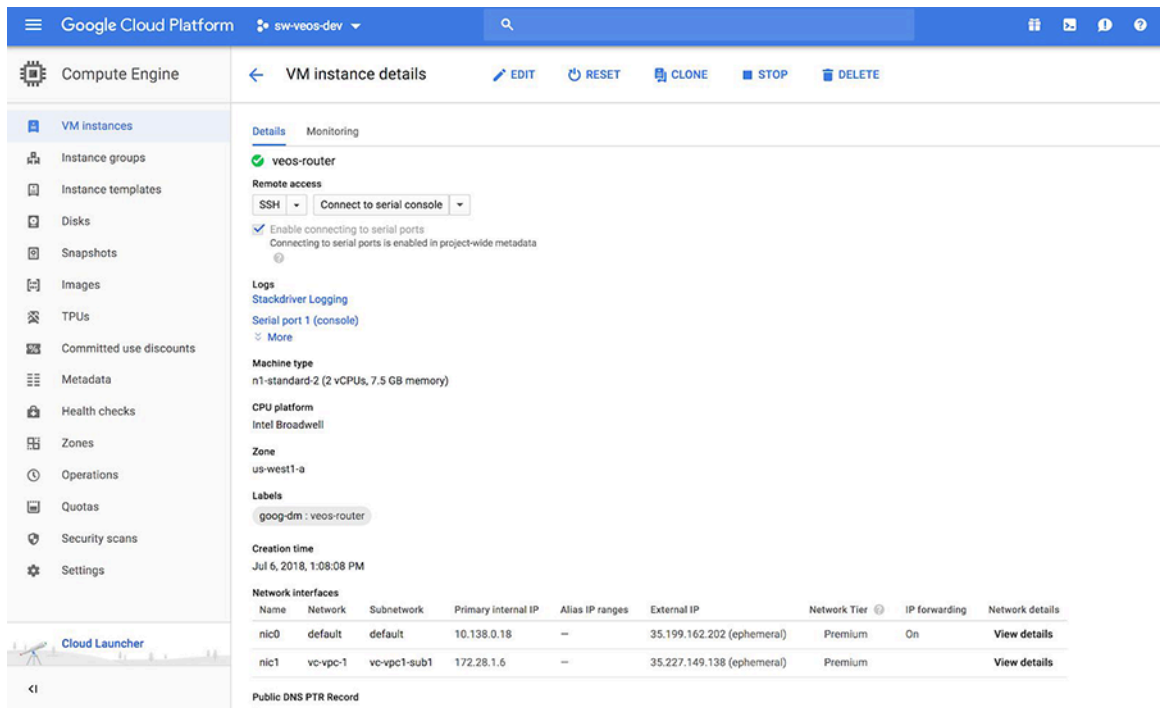 Google Cloud Platform sw-veos-dev
Compute Engine
VM instances
Instance groups
Instance templates
Disks
Snapshots
Images
TPUs
Committed use discounts
Metadata
Health checks
Zones
Operations
Quotas
Security scans
Settings
Cloud Launcher
VM instance details EDIT RESET CLONE STOP DELETE
Details Monitoring
veos-router
Remote access
SSH Connect to serial console
Enable connecting to serial ports
Connecting to serial ports is enabled in project-wide metadata
Logs
Stackdriver Logging
Serial port 1 (console)
More
Machine type
n1-standard-2 (2 vCPUs, 7.5 GB memory)
CPU platform
Intel Broadwell
Zone
us-west1-a
Labels
goog-dm : veos-router
Creation time
Jul 6, 2018, 1:08:08 PM
Network interfaces
Name Network Subnetwork Primary internal IP Alias IP ranges External IP Network Tier IP forwarding Network details
nic0 default default 10.138.0.18 — 35.199.162.202 (ephemeral) Premium On View details
nic1 vc-vpc-1 vc-vpc1-sub1 172.28.1.6 — 35.227.149.138 (ephemeral) Premium View details
Public DNS PTR Record